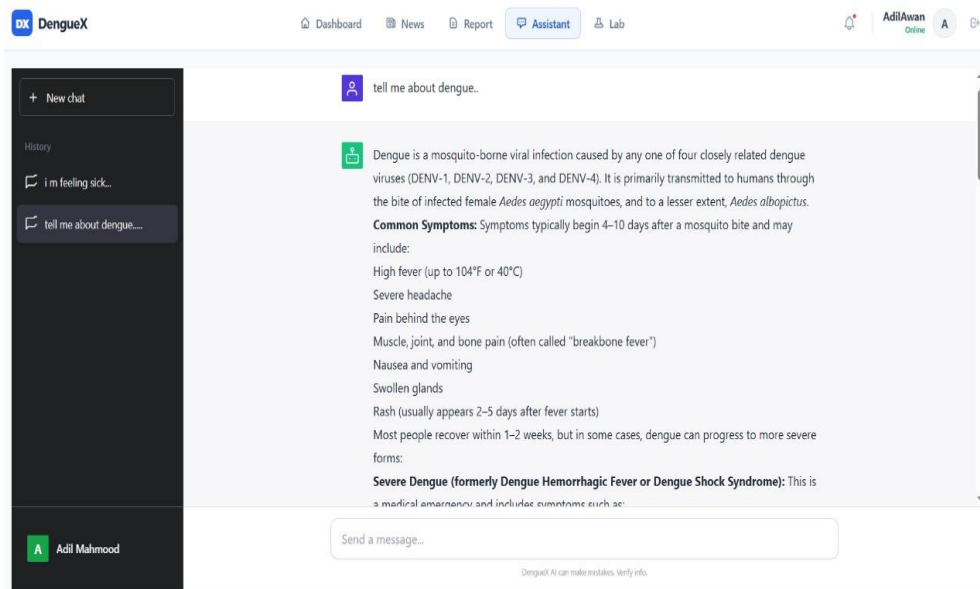 DX DengueX
Dashboard News Report Assistant Lab
AdilAwan
Online
A
+ New chat
History
i m feeling sick...
tell me about dengue.....
A Adil Mahmood
tell me about dengue..
Dengue is a mosquito-borne viral infection caused by any one of four closely related dengue
viruses (DENV-1, DENV-2, DENV-3, and DENV-4). It is primarily transmitted to humans through
the bite of infected female Aedes aegypti mosquitoes, and to a lesser extent, Aedes albopictus.
Common Symptoms: Symptoms typically begin 4–10 days after a mosquito bite and may
include:
High fever (up to 104°F or 40°C)
Severe headache
Pain behind the eyes
Muscle, joint, and bone pain (often called "breakbone fever")
Nausea and vomiting
Swollen glands
Rash (usually appears 2–5 days after fever starts)
Most people recover within 1–2 weeks, but in some cases, dengue can progress to more severe
forms:
Severe Dengue (formerly Dengue Hemorrhagic Fever or Dengue Shock Syndrome): This is
a medical emergency and includes symptoms such as:
Send a message...
DengueX AI can make mistakes. Verify info.